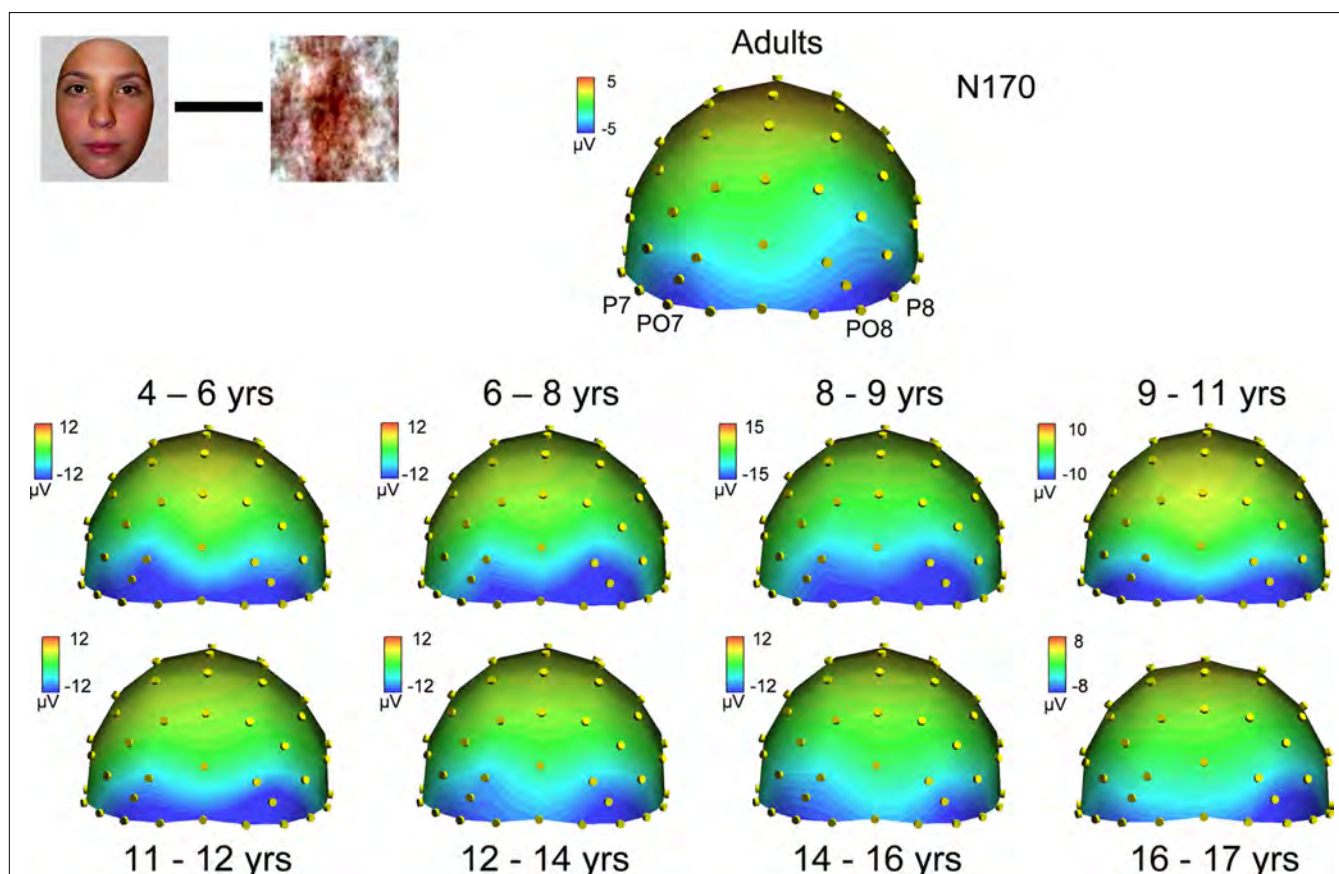 Adults
N170
5
-5
µV
P7
PO7
PO8
P8
4 – 6 yrs
6 – 8 yrs
8 - 9 yrs
9 - 11 yrs
12
-12
µV
12
-12
µV
15
-15
µV
10
-10
µV
12
-12
µV
12
-12
µV
12
-12
µV
8
-8
µV
11 - 12 yrs
12 - 14 yrs
14 - 16 yrs
16 - 17 yrs